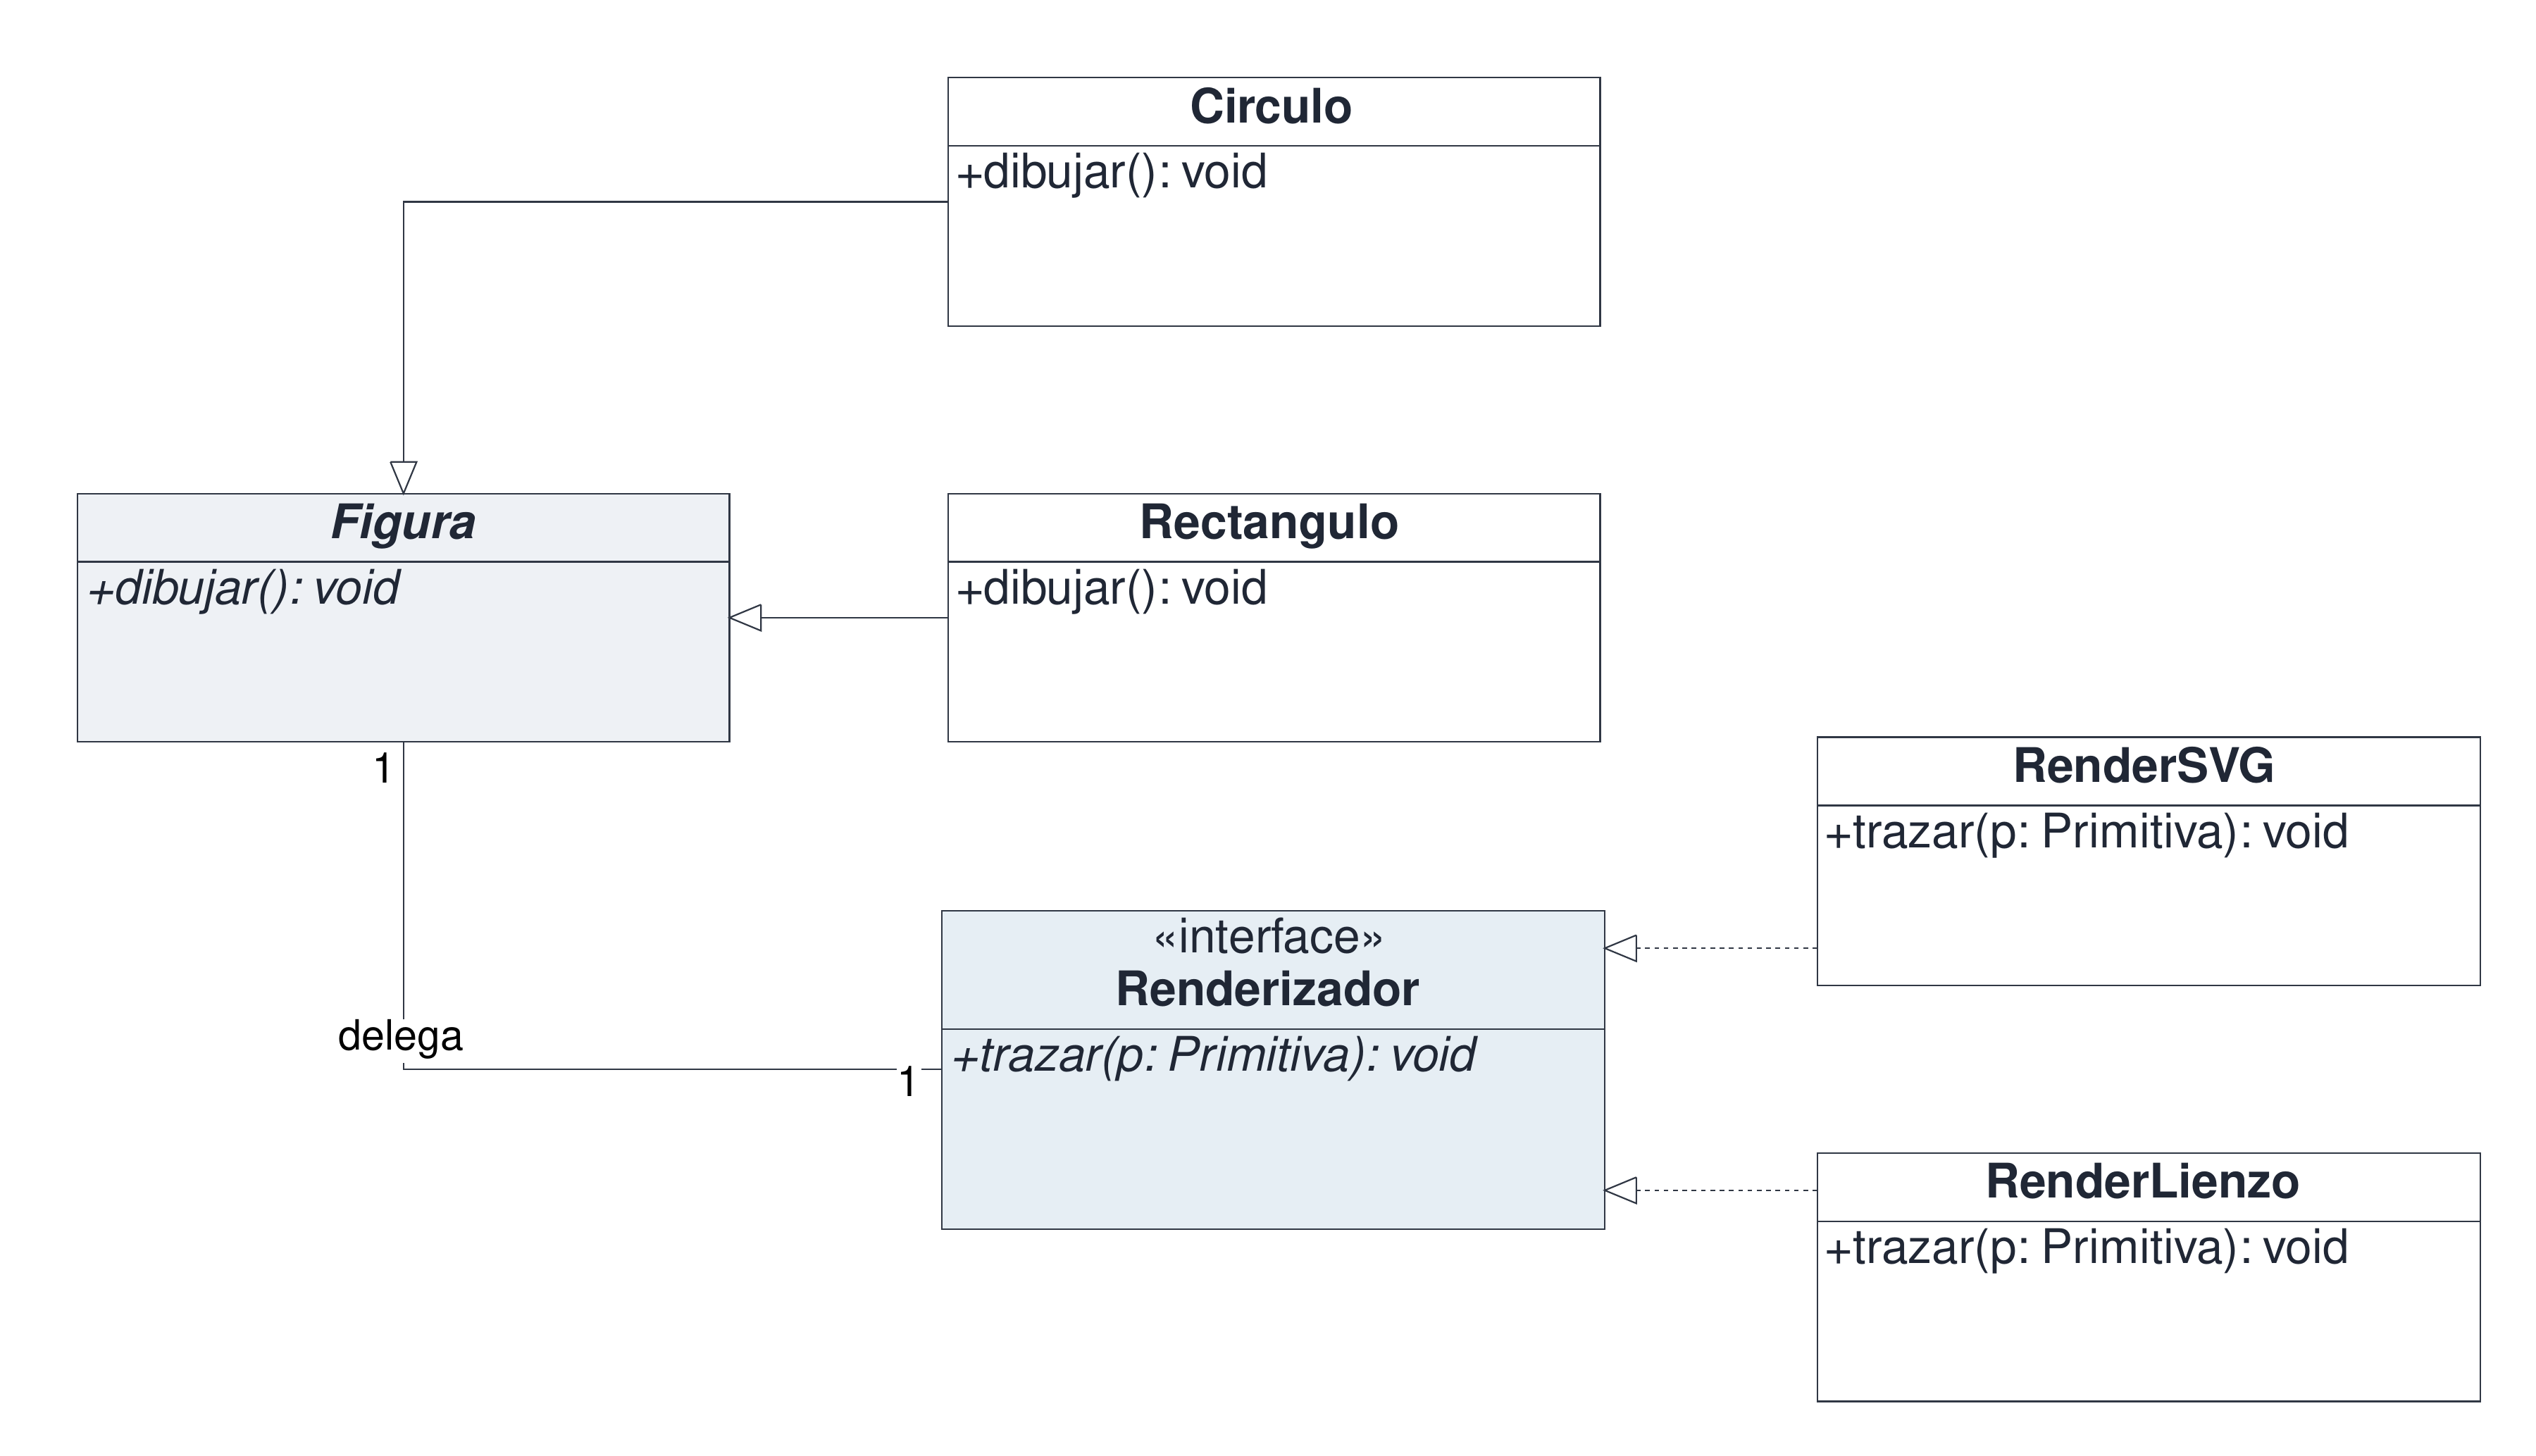 Circulo
+dibujar(): void
Figura
+dibujar(): void
Rectangulo
+dibujar(): void
1
RenderSVG
+trazar(p: Primitiva): void
«interface»
Renderizador
+trazar(p: Primitiva): void
delega
1
RenderLienzo
+trazar(p: Primitiva): void